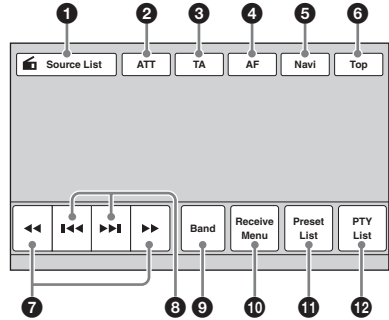 1 2 3 4 5 6
Source List ATT TA AF Navi Top
Band Receive Menu Preset List PTY List
7 8 9 10 11 12